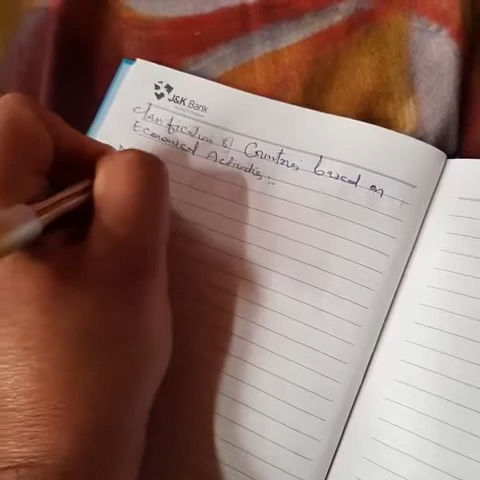 J&K Bank
Classification of Countries based on
Economical Activities:-